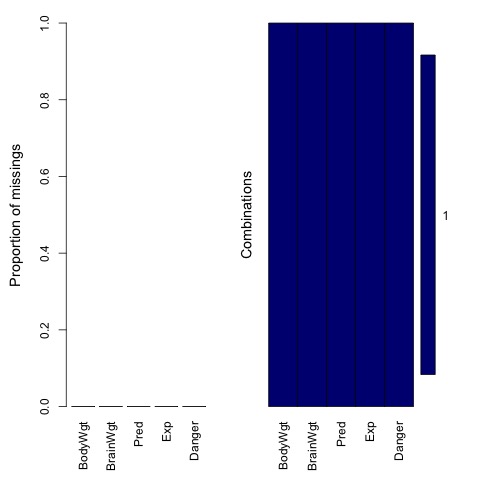 Proportion of missings
1.0
0.8
0.6
0.4
0.2
0.0
BodyWgt
BrainWgt
Pred
Exp
Danger
Combinations
BodyWgt
BrainWgt
Pred
Exp
Danger
1